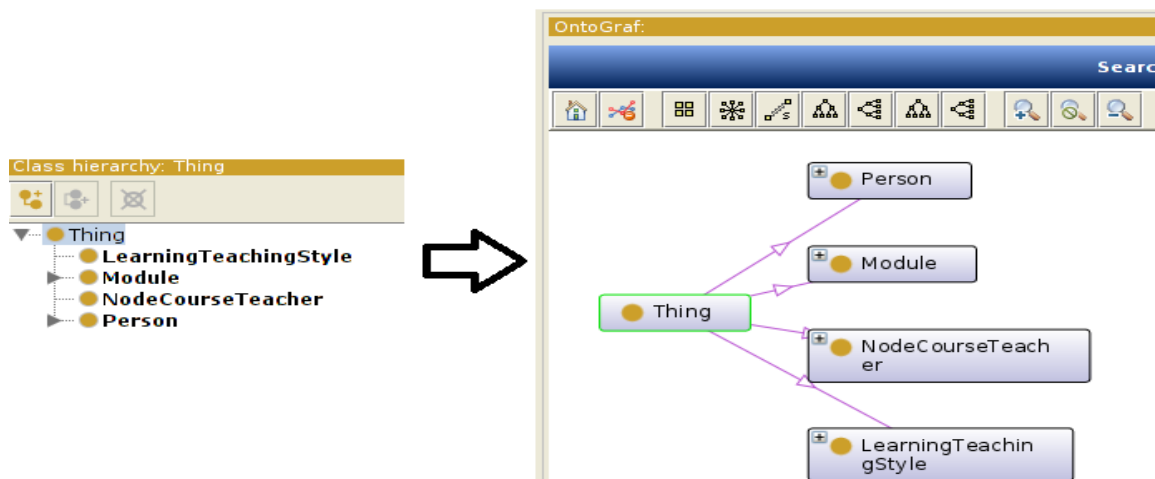 OntoGraf:
Searc
Class hierarchy: Thing
Thing
LearningTeachingStyle
Module
NodeCourseTeacher
Person
Person
Module
Thing
NodeCourseTeach
er
LearningTeachin
gStyle